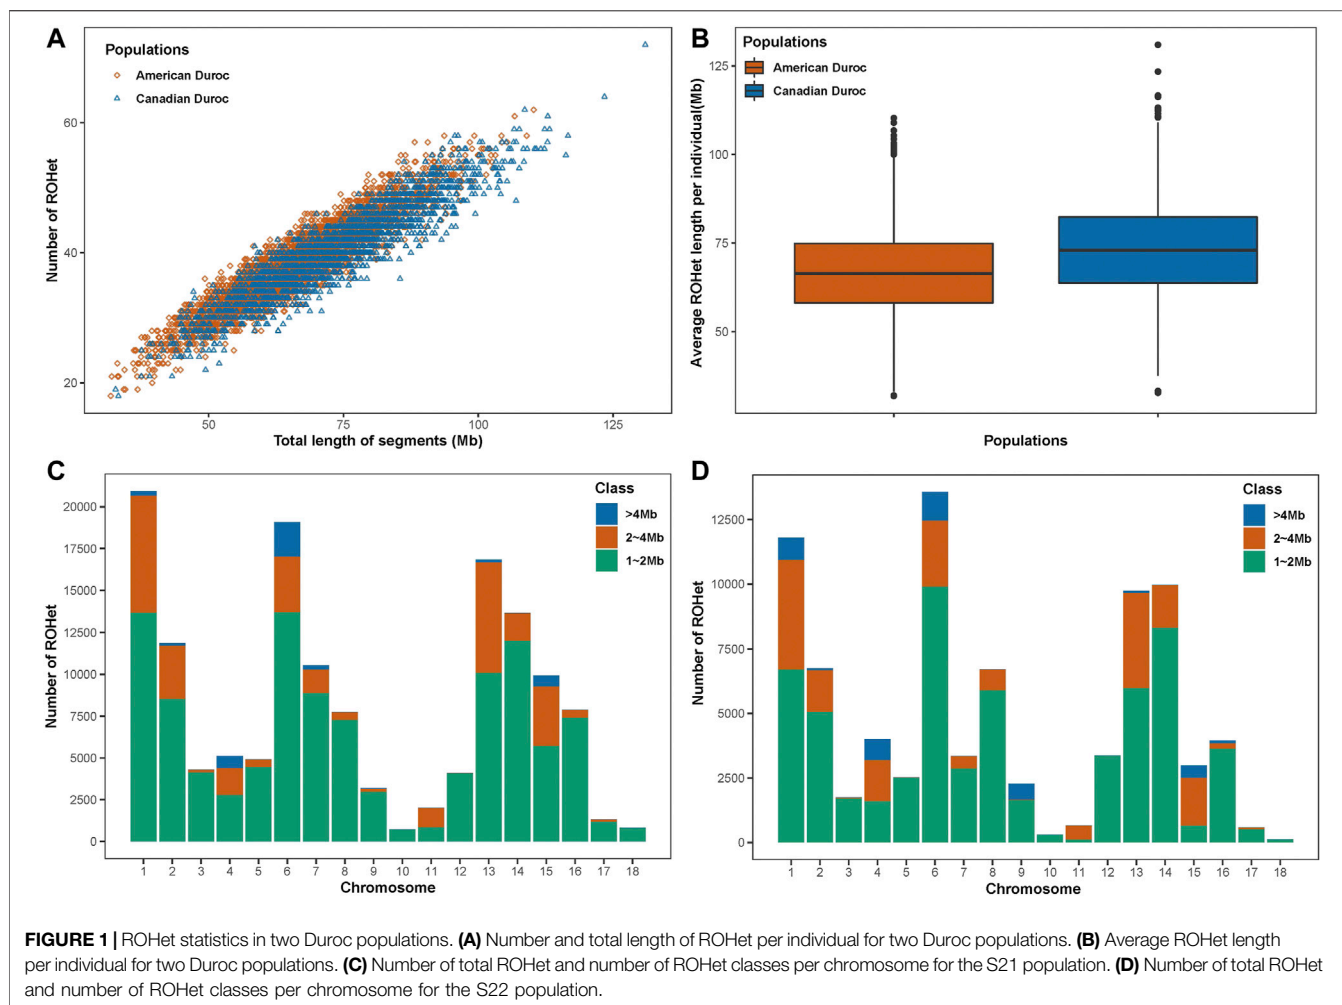 A
Populations
American Duroc
Canadian Duroc
Number of ROHet
60
40
20
50
75
100
125
Total length of segments (Mb)
B
Populations
American Duroc
Canadian Duroc
Average ROHet length per individual(Mb)
125
100
75
50
Populations
C
Class
>4Mb
2~4Mb
1~2Mb
Number of ROHet
20000
17500
15000
12500
10000
7500
5000
2500
0
1 2 3 4 5 6 7 8 9 10 11 12 13 14 15 16 17 18
Chromosome
D
Class
>4Mb
2~4Mb
1~2Mb
Number of ROHet
12500
10000
7500
5000
2500
0
1 2 3 4 5 6 7 8 9 10 11 12 13 14 15 16 17 18
Chromosome
FIGURE 1 | ROHet statistics in two Duroc populations. (A) Number and total length of ROHet per individual for two Duroc populations. (B) Average ROHet length
per individual for two Duroc populations. (C) Number of total ROHet and number of ROHet classes per chromosome for the S21 population. (D) Number of total ROHet
and number of ROHet classes per chromosome for the S22 population.